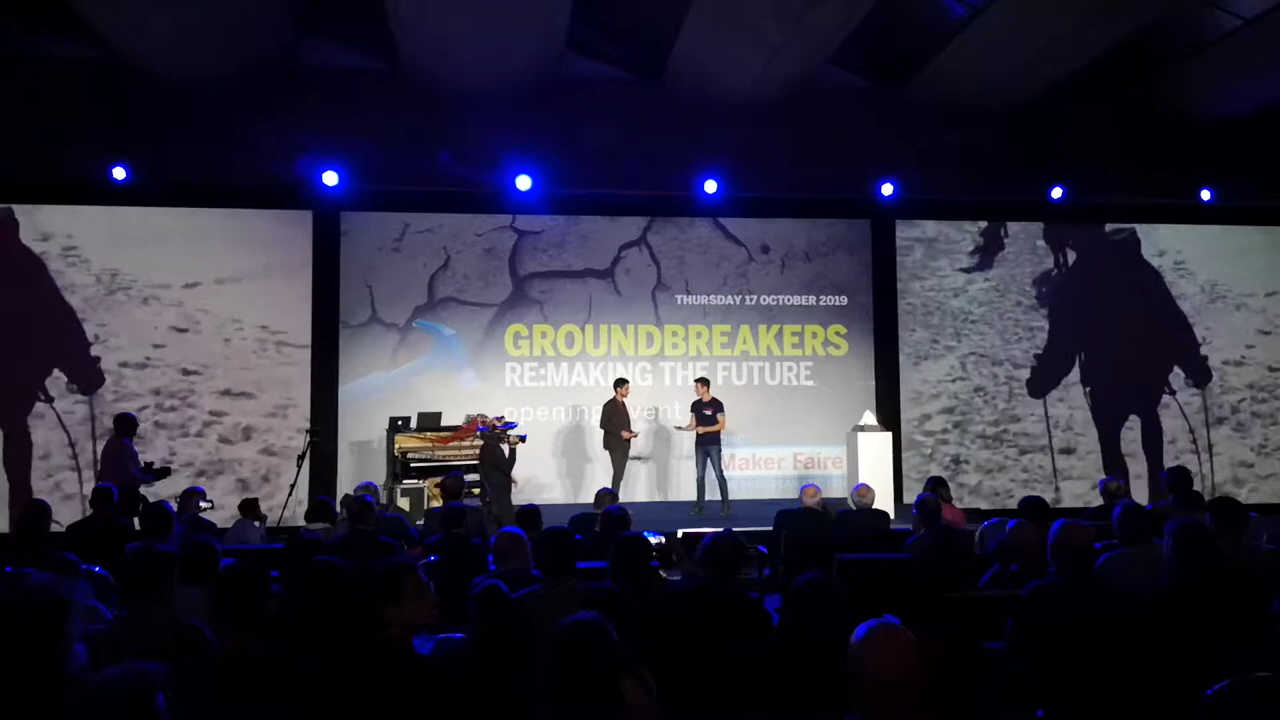 THURSDAY 17 OCTOBER 2019
GROUNDBREAKERS
RE:MAKING THE FUTURE
opening event
Maker Faire